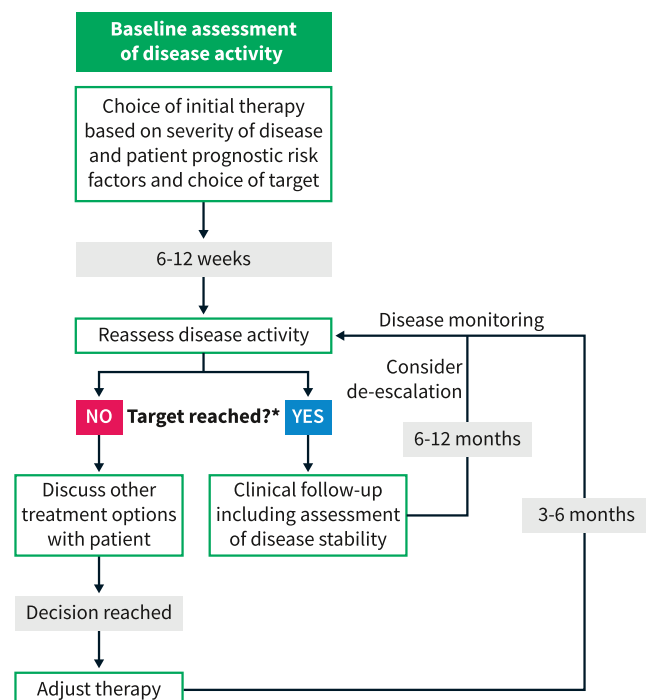 Baseline assessment
of disease activity
Choice of initial therapy
based on severity of disease
and patient prognostic risk
factors and choice of target
6-12 weeks
Reassess disease activity
Disease monitoring
Consider
de-escalation
NO
Target reached?*
YES
6-12 months
Discuss other
treatment options
with patient
Clinical follow-up
including assessment
of disease stability
3-6 months
Decision reached
Adjust therapy